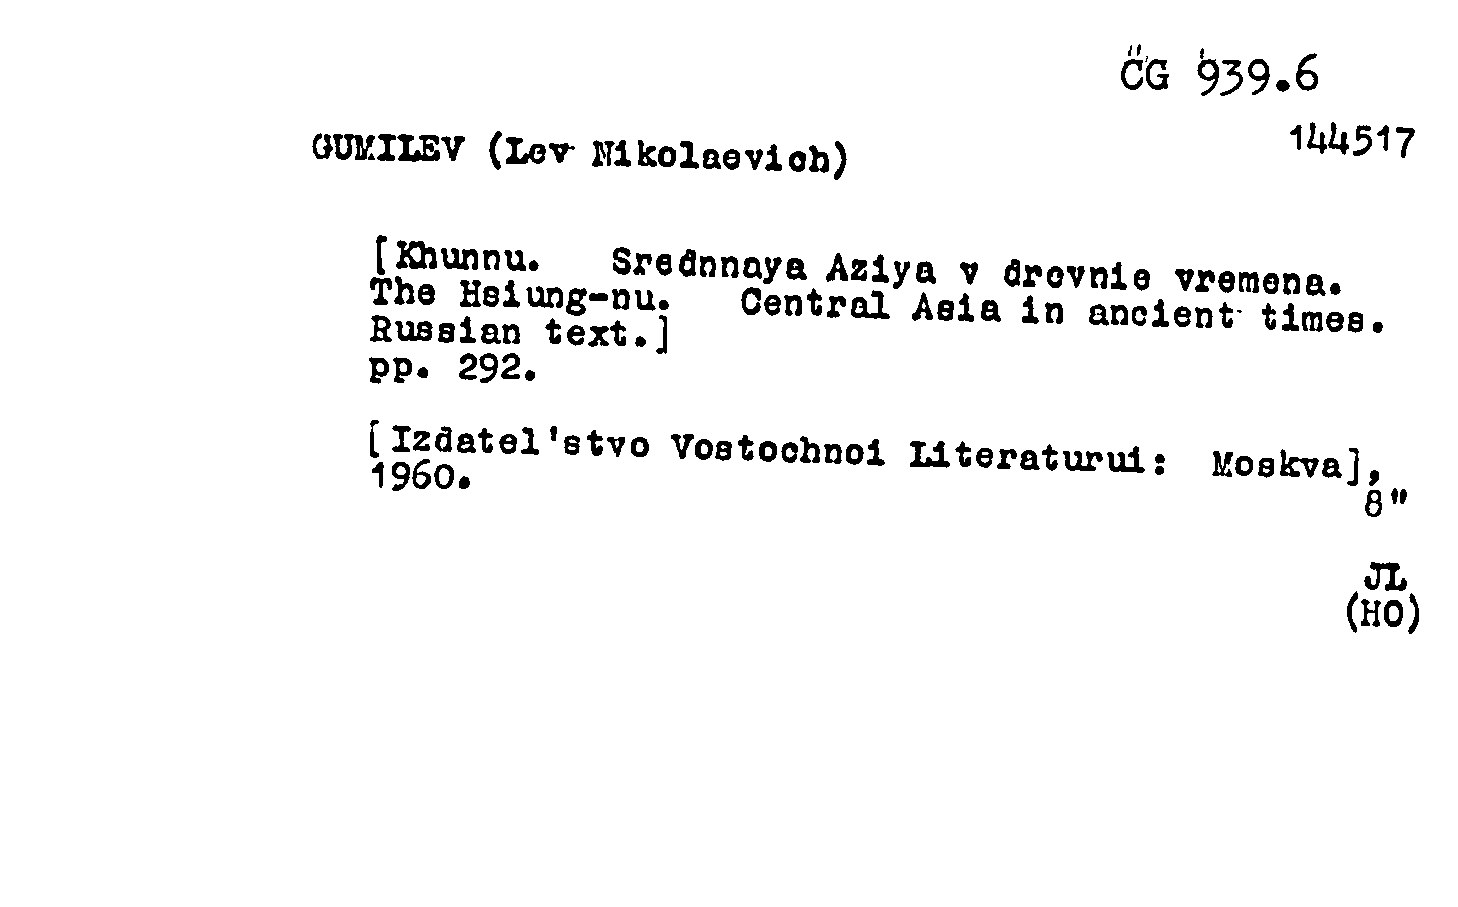 CG 939.6
144517
GUMILEV (Lev Nikolaevich)
[Khunnu. Srednnaya Aziya v drevnie vremena.
The Hsiung-nu. Central Asia in ancient times.
Russian text.]
pp. 292.
[Izdatel'stvo Vostochnoi Literaturui: Moskva],
1960.
8"
JL
(HO)